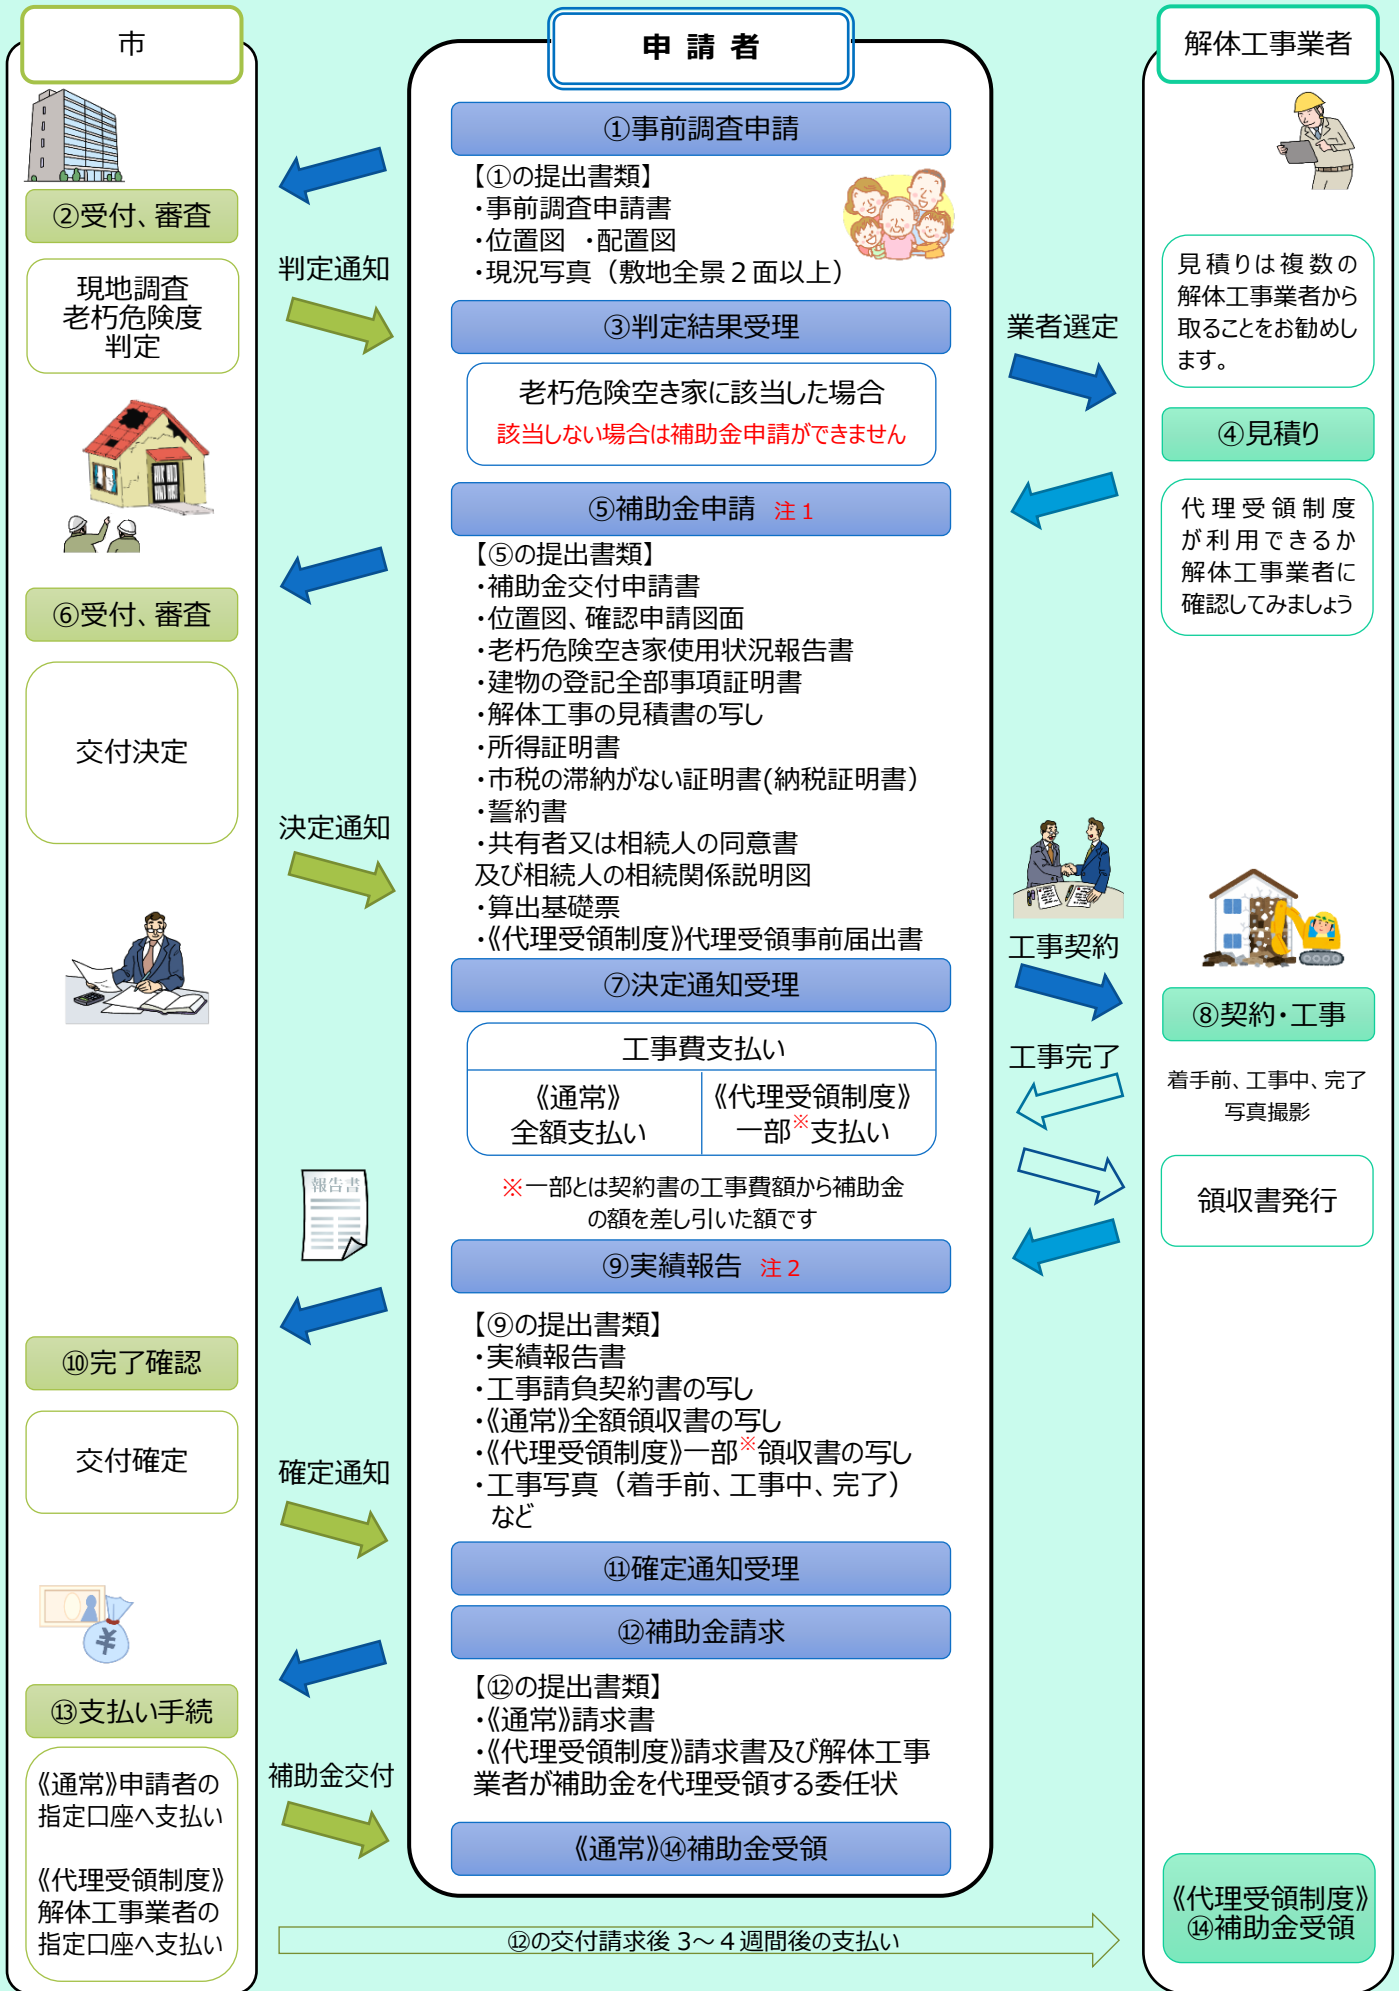 市
申請者
解体工事業者
①事前調査申請
【①の提出書類】
・事前調査申請書
・位置図 ・配置図
・現況写真（敷地全景２面以上）
②受付、審査
現地調査
老朽危険度
判定
判定通知
③判定結果受理
老朽危険空き家に該当した場合
該当しない場合は補助金申請ができません
業者選定
見積りは複数の
解体工事業者から
取ることをお勧めし
ます。
④見積り
代理受領制度
が利用できるか
解体工事業者に
確認してみましょう
⑤補助金申請 注１
【⑤の提出書類】
・補助金交付申請書
・位置図、確認申請図面
・老朽危険空き家使用状況報告書
・建物の登記全部事項証明書
・解体工事の見積書の写し
・所得証明書
・市税の滞納がない証明書(納税証明書）
・誓約書
・共有者又は相続人の同意書
及び相続人の相続関係説明図
・算出基礎票
・《代理受領制度》代理受領事前届出書
⑥受付、審査
交付決定
決定通知
⑦決定通知受理
工事契約
⑧契約・工事
工事完了
着手前、工事中、完了
写真撮影
工事費支払い
《通常》
全額支払い
《代理受領制度》
一部※支払い
※一部とは契約書の工事費額から補助金
の額を差し引いた額です
領収書発行
報告書
⑨実績報告 注２
【⑨の提出書類】
・実績報告書
・工事請負契約書の写し
・《通常》全額領収書の写し
・《代理受領制度》一部※領収書の写し
・工事写真（着手前、工事中、完了）
など
⑩完了確認
交付確定
確定通知
⑪確定通知受理
⑫補助金請求
【⑫の提出書類】
・《通常》請求書
・《代理受領制度》請求書及び解体工事
業者が補助金を代理受領する委任状
¥
⑬支払い手続
《通常》申請者の
指定口座へ支払い
《代理受領制度》
解体工事業者の
指定口座へ支払い
補助金交付
《通常》⑭補助金受領
⑫の交付請求後３～４週間後の支払い
《代理受領制度》
⑭補助金受領